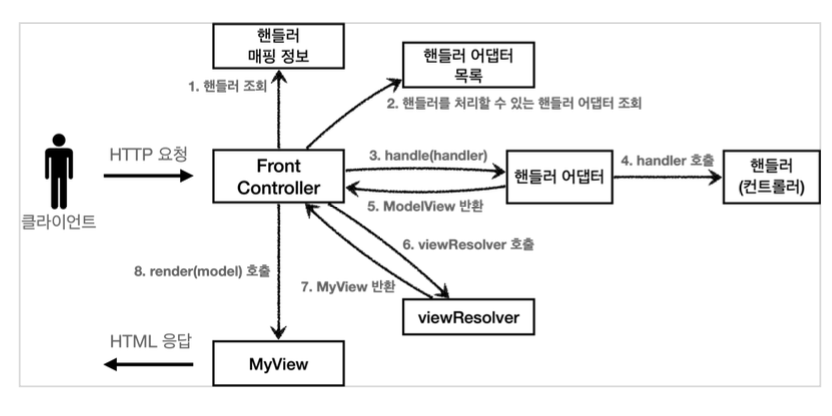 핸들러
매핑 정보
핸들러 어댑터
목록
1. 핸들러 조회
2. 핸들러를 처리할 수 있는 핸들러 어댑터 조회
HTTP 요청
Front
Controller
3. handle(handler)
핸들러 어댑터
4. handler 호출
핸들러
(컨트롤러)
클라이언트
5. ModelView 반환
6. viewResolver 호출
8. render(model) 호출
7. MyView 반환
viewResolver
HTML 응답
MyView